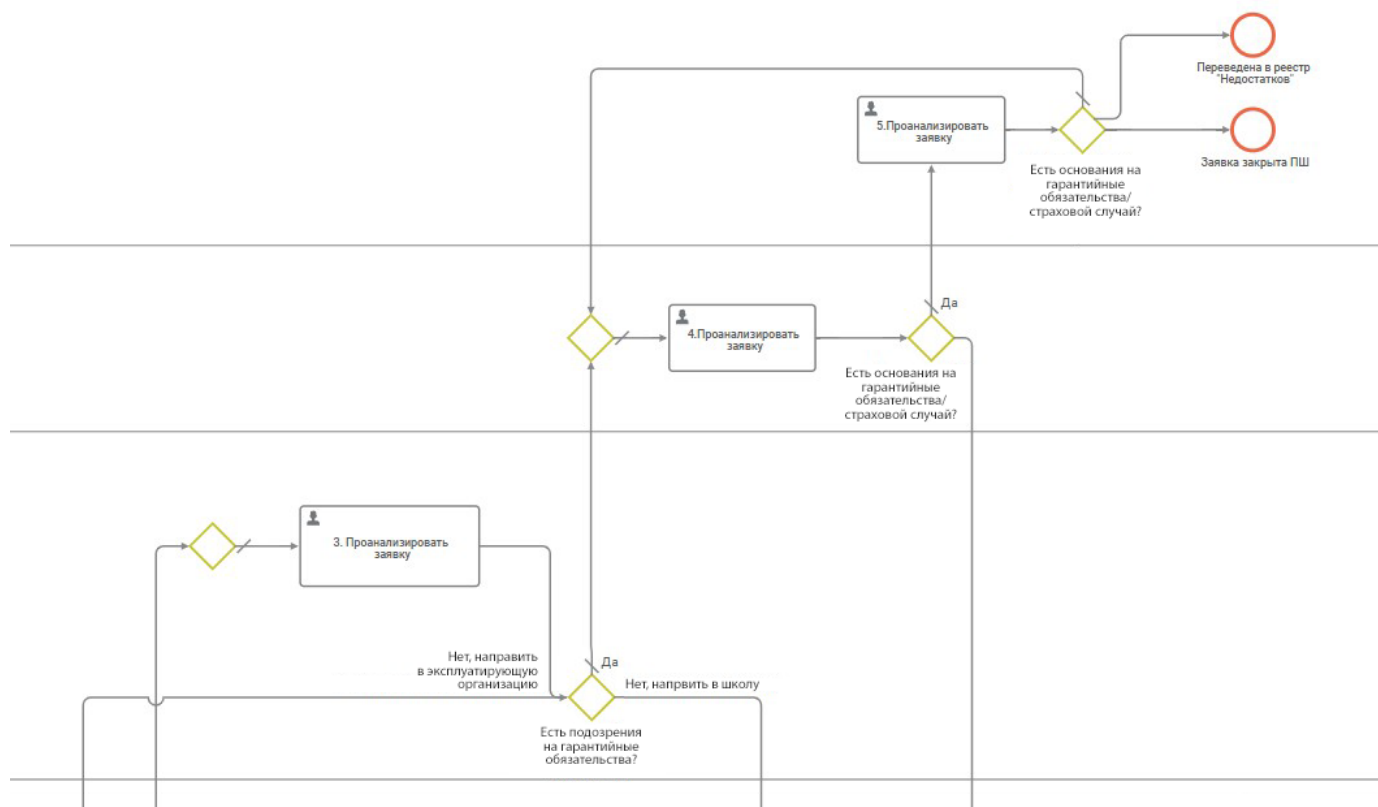 Переведена в реестр
"Недостатков"
5.Проанализировать
заявку
Заявка закрыта ПШ
Есть основания на
гарантийные
обязательства/
страховой случай?
Да
4.Проанализировать
заявку
Есть основания на
гарантийные
обязательства/
страховой случай?
3. Проанализировать
заявку
Нет, направить
в эксплуатирующую
организацию
Да
Нет, напрвить в школу
Есть подозрения
на гарантийные
обязательства?